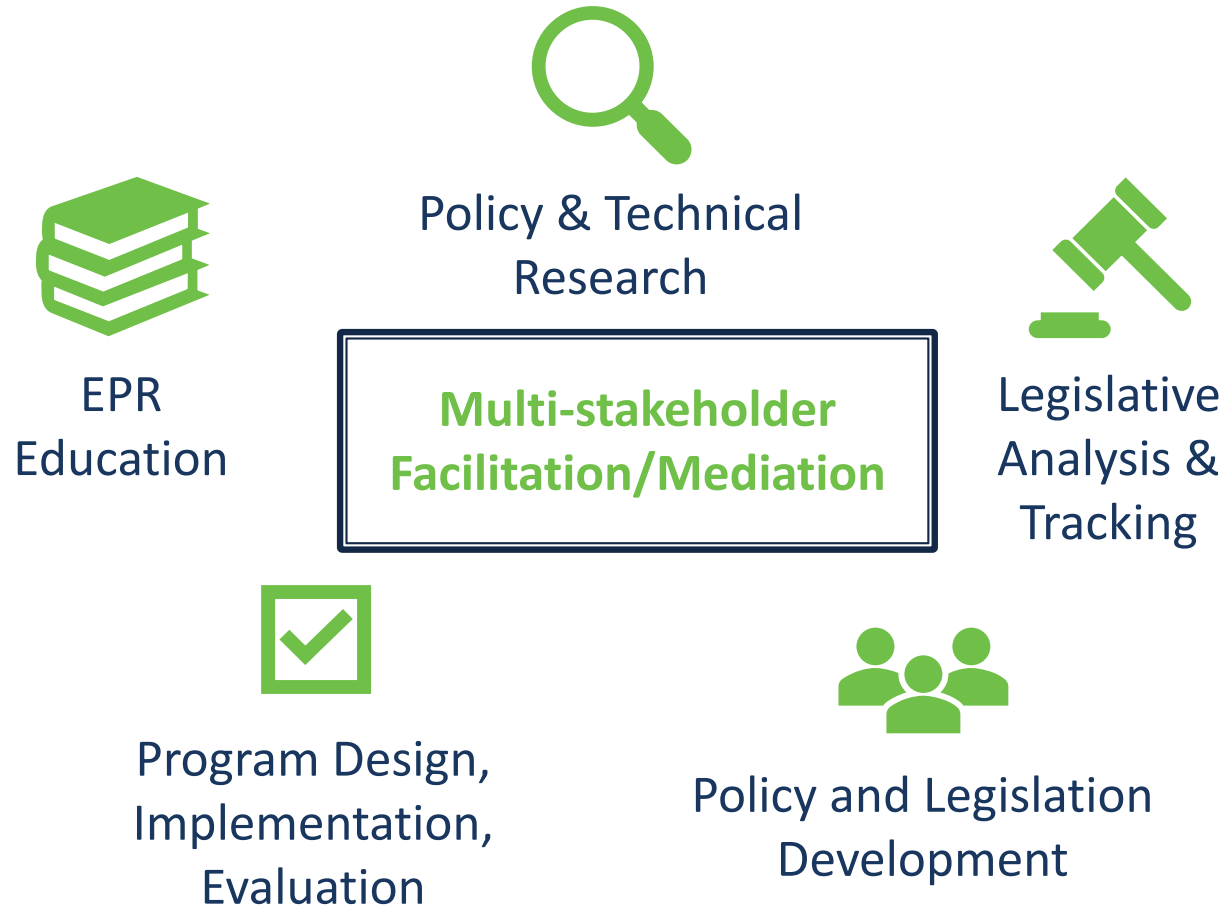 Policy & Technical
Research
EPR
Education
Multi-stakeholder
Facilitation/Mediation
Legislative
Analysis &
Tracking
Program Design,
Implementation,
Evaluation
Policy and Legislation
Development